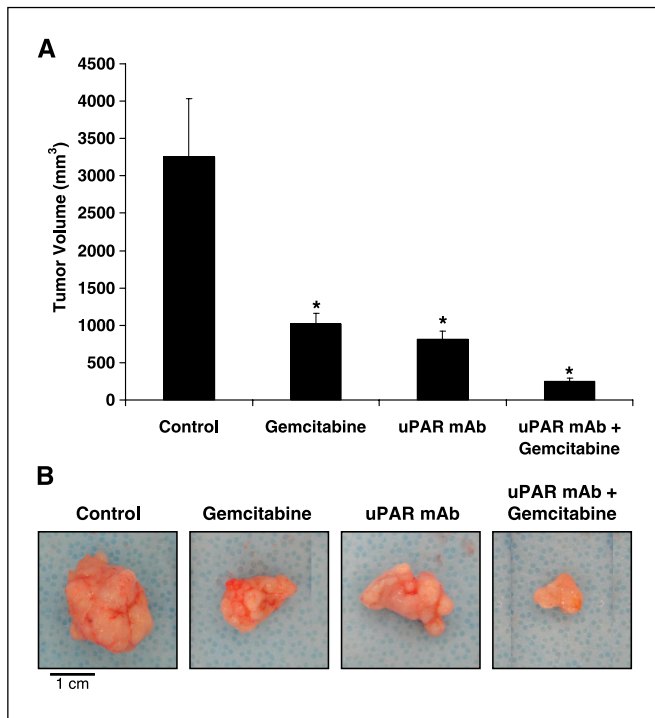 A
4500
4000
3500
3000
2500
2000
1500
1000
500
0
Tumor Volume (mm³)
*
*
*
Control
Gemcitabine
uPAR mAb
uPAR mAb +
Gemcitabine
B
Control
Gemcitabine
uPAR mAb
uPAR mAb +
Gemcitabine
1 cm